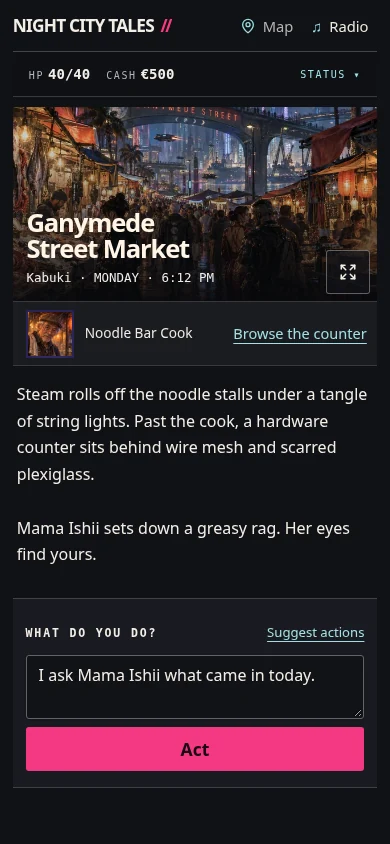 NIGHT CITY TALES //
Map
Radio
HP 40/40 CASH €500
STATUS ▾
STREET MARKET
Ganymede
Street Market
Kabuki · MONDAY · 6:12 PM
Noodle Bar Cook
Browse the counter
Steam rolls off the noodle stalls under a tangle
of string lights. Past the cook, a hardware
counter sits behind wire mesh and scarred
plexiglass.
Mama Ishii sets down a greasy rag. Her eyes
find yours.
WHAT DO YOU DO?
Suggest actions
I ask Mama Ishii what came in today.
Act